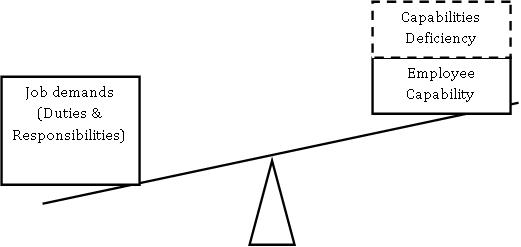 Capabilities
Deficiency
Employee
Capability
Job demands
(Duties &
Responsibilities)